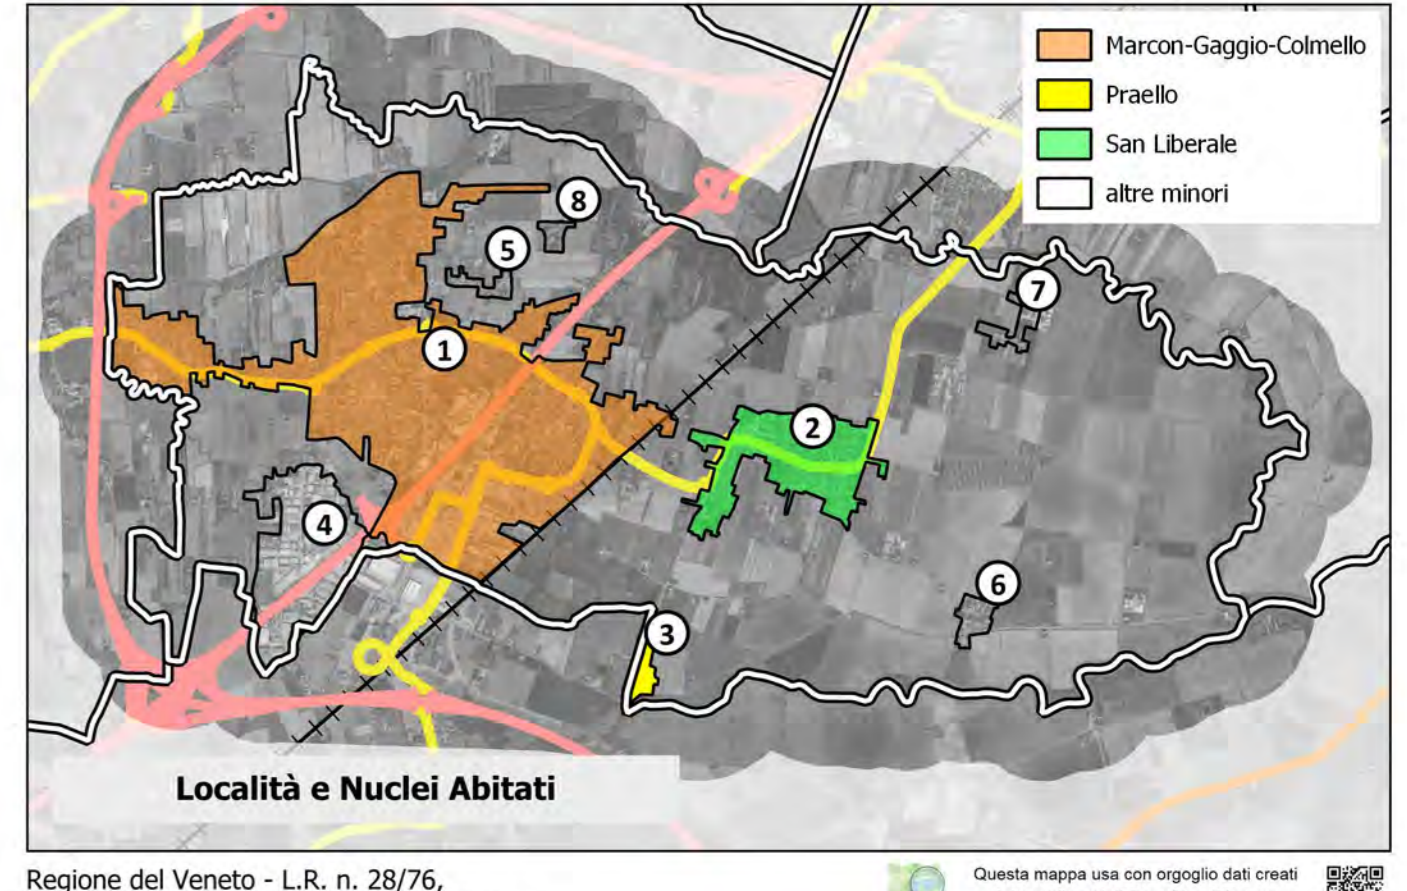 Marcon-Gaggio-Colmello
Praello
San Liberale
altre minori
8
5
7
1
2
4
6
3
Località e Nuclei Abitati
Regione del Veneto - L.R. n. 28/76,
Questa mappa usa con orgoglio dati creati